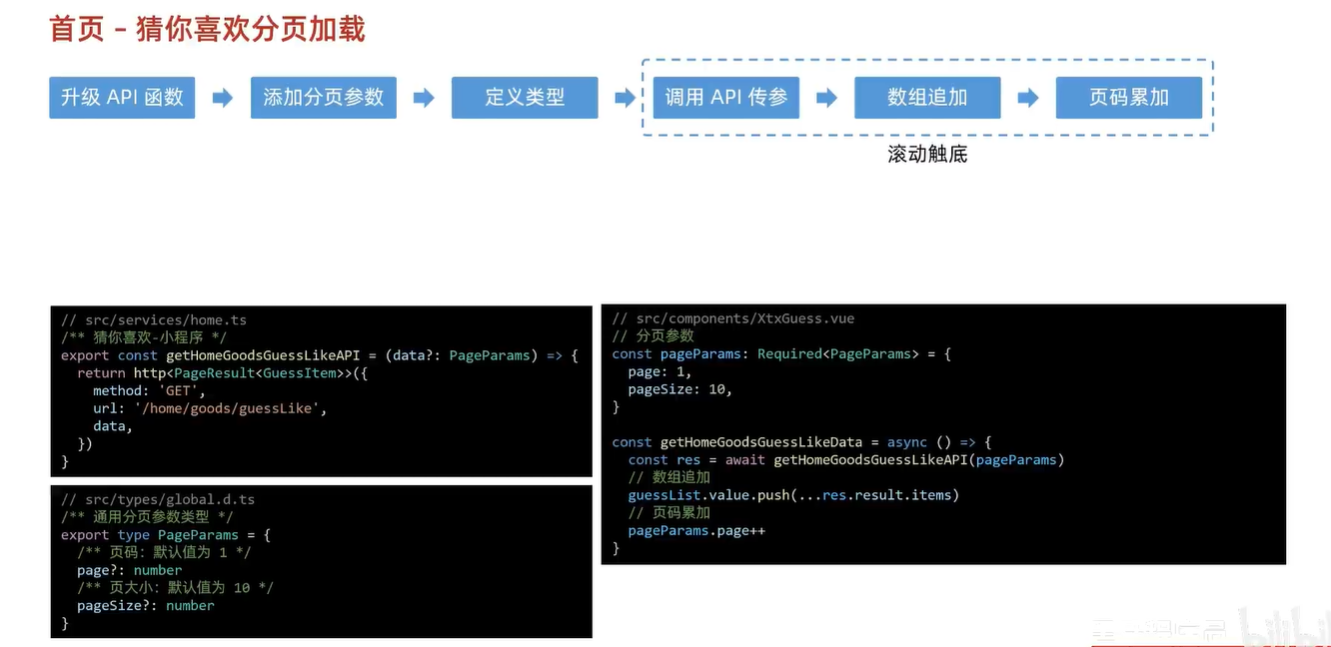 首页 – 猜你喜欢分页加载
升级 API 函数
添加分页参数
定义类型
调用 API 传参
数组追加
页码累加
滚动触底
// src/services/home.ts
/** 猜你喜欢-小程序 */
export const getHomeGoodsGuessLikeAPI = (data?: PageParams) => {
  return http<PageResult<GuessItem>>({
    method: 'GET',
    url: '/home/goods/guessLike',
    data,
  })
}
// src/types/global.d.ts
/** 通用分页参数类型 */
export type PageParams = {
  /** 页码：默认值为 1 */
  page?: number
  /** 页大小：默认值为 10 */
  pageSize?: number
}
// src/components/XtxGuess.vue
// 分页参数
const pageParams: Required<PageParams> = {
  page: 1,
  pageSize: 10,
}
const getHomeGoodsGuessLikeData = async () => {
  const res = await getHomeGoodsGuessLikeAPI(pageParams)
  // 数组追加
  guessList.value.push(...res.result.items)
  // 页码累加
  pageParams.page++
}
bilibili